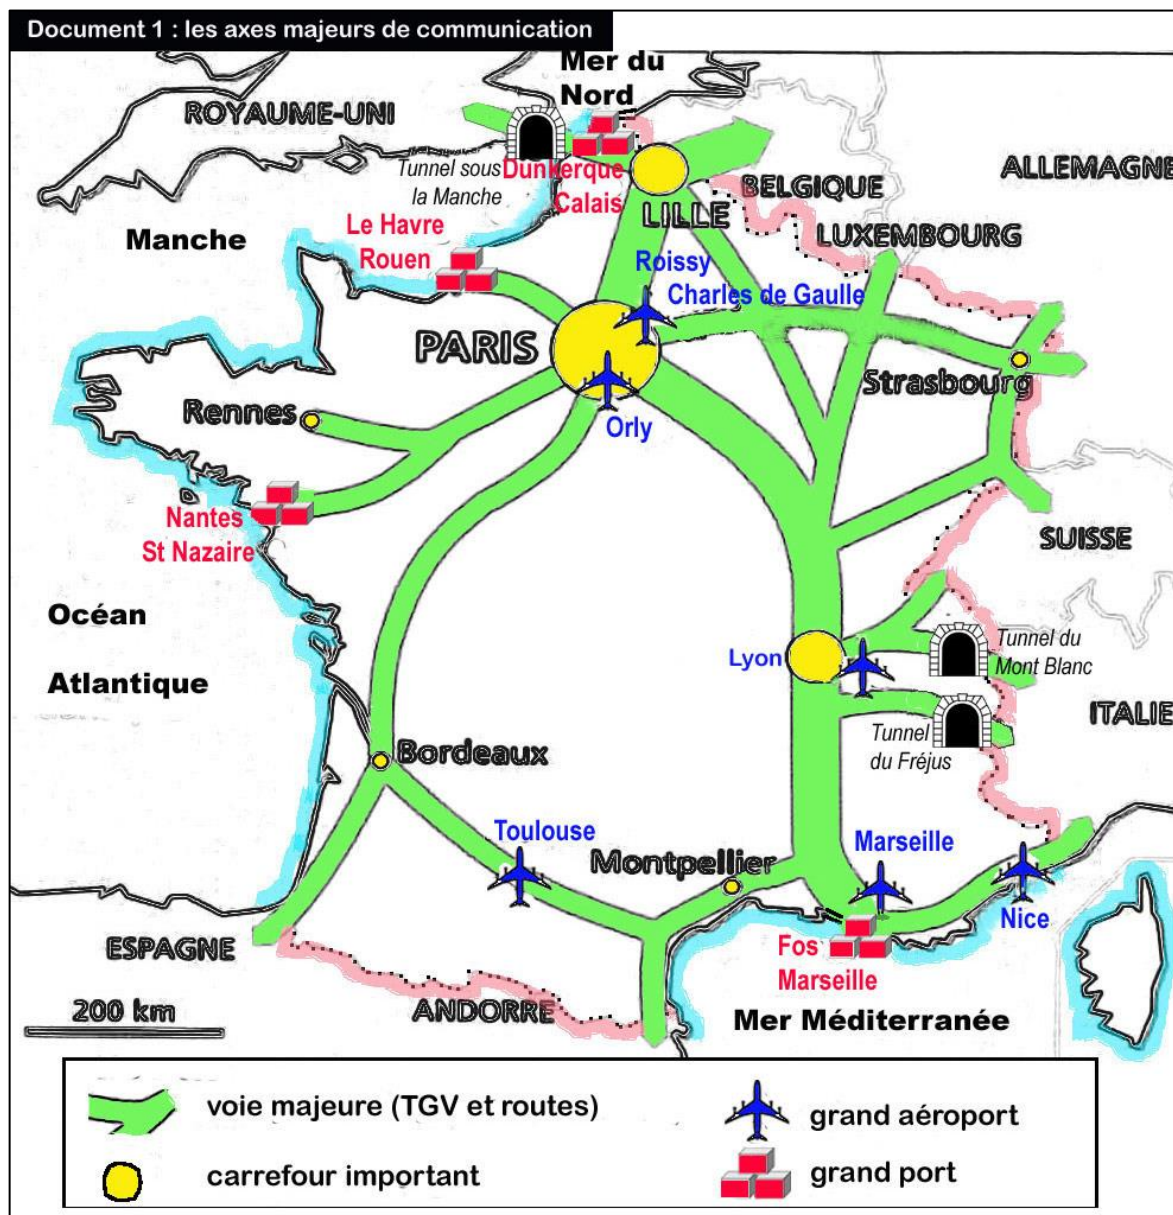 Document 1 : les axes majeurs de communication
Mer du
Nord
ROYAUME-UNI
Tunnel sous
la Manche
Dunkerque
Calais
LILLE
BELGIQUE
ALLEMAGNE
LUXEMBOURG
Manche
Le Havre
Rouen
Roissy
Charles de Gaulle
PARIS
Strasbourg
Rennes
Orly
Nantes
St Nazaire
SUISSE
Océan
Atlantique
Lyon
Tunnel du
Mont Blanc
ITALIE
Tunnel
du Fréjus
Bordeaux
Toulouse
Montpellier
Marseille
Nice
ESPAGNE
Fos
Marseille
ANDORRE
Mer Méditerranée
200 km
voie majeure (TGV et routes)
grand aéroport
carrefour important
grand port